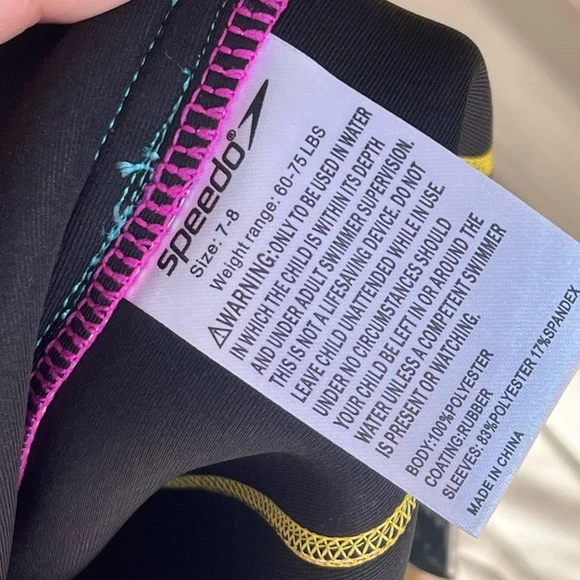 speedo®
Size: 7-8
Weight range: 60-75 LBS
⚠WARNING: ONLY TO BE USED IN WATER
IN WHICH THE CHILD IS WITHIN ITS DEPTH
AND UNDER ADULT SWIMMER SUPERVISION.
THIS IS NOT A LIFESAVING DEVICE. DO NOT
LEAVE CHILD UNATTENDED WHILE IN USE.
UNDER NO CIRCUMSTANCES SHOULD
YOUR CHILD BE LEFT IN OR AROUND THE
WATER UNLESS A COMPETENT SWIMMER
IS PRESENT OR WATCHING.
BODY:100%POLYESTER
COATING:RUBBER
SLEEVES: 83%POLYESTER 17%SPANDEX
MADE IN CHINA